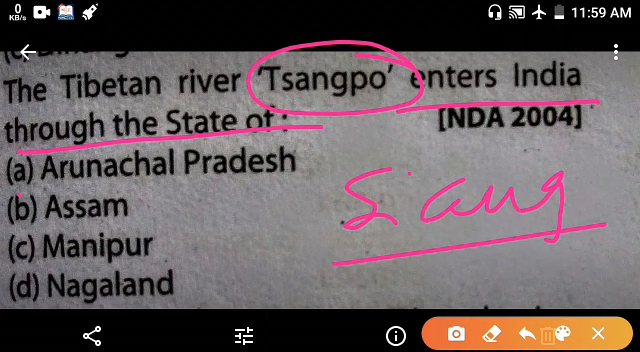 0
KB/s
11:59 AM
The Tibetan river 'Tsangpo' enters India
through the State of :
[NDA 2004]
(a) Arunachal Pradesh
(b) Assam
(c) Manipur
(d) Nagaland
Siang